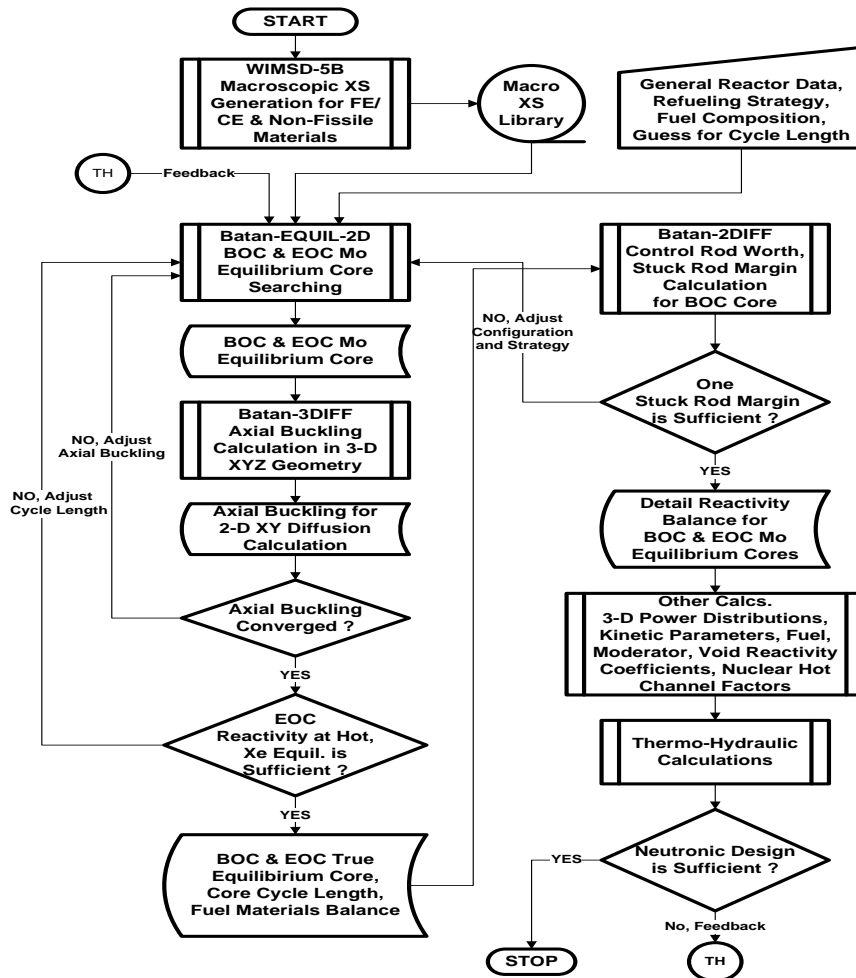 START
WIMSD-5B
Macroscopic XS
Generation for FE/
CE & Non-Fissile
Materials
Macro
XS
Library
General Reactor Data,
Refueling Strategy,
Fuel Composition,
Guess for Cycle Length
TH
Feedback
Batan-EQUIL-2D
BOC & EOC Mo
Equilibrium Core
Searching
BOC & EOC Mo
Equilibrium Core
Batan-3DIFF
Axial Buckling
Calculation in 3-D
XYZ Geometry
NO, Adjust
Axial Buckling
NO, Adjust
Cycle Length
Axial Buckling for
2-D XY Diffusion
Calculation
Axial Buckling
Converged ?
YES
EOC
Reactivity at Hot,
Xe Equil. is
Sufficient ?
YES
BOC & EOC True
Equilibirium Core,
Core Cycle Length,
Fuel Materials Balance
Batan-2DIFF
Control Rod Worth,
Stuck Rod Margin
Calculation
for BOC Core
NO, Adjust
Configuration
and Strategy
One
Stuck Rod Margin
is Sufficient ?
YES
Detail Reactivity
Balance for
BOC & EOC Mo
Equilibrium Cores
Other Calcs.
3-D Power Distributions,
Kinetic Parameters, Fuel,
Moderator, Void Reactivity
Coefficients, Nuclear Hot
Channel Factors
Thermo-Hydraulic
Calculations
Neutronic Design
is Sufficient ?
YES
No, Feedback
STOP
TH